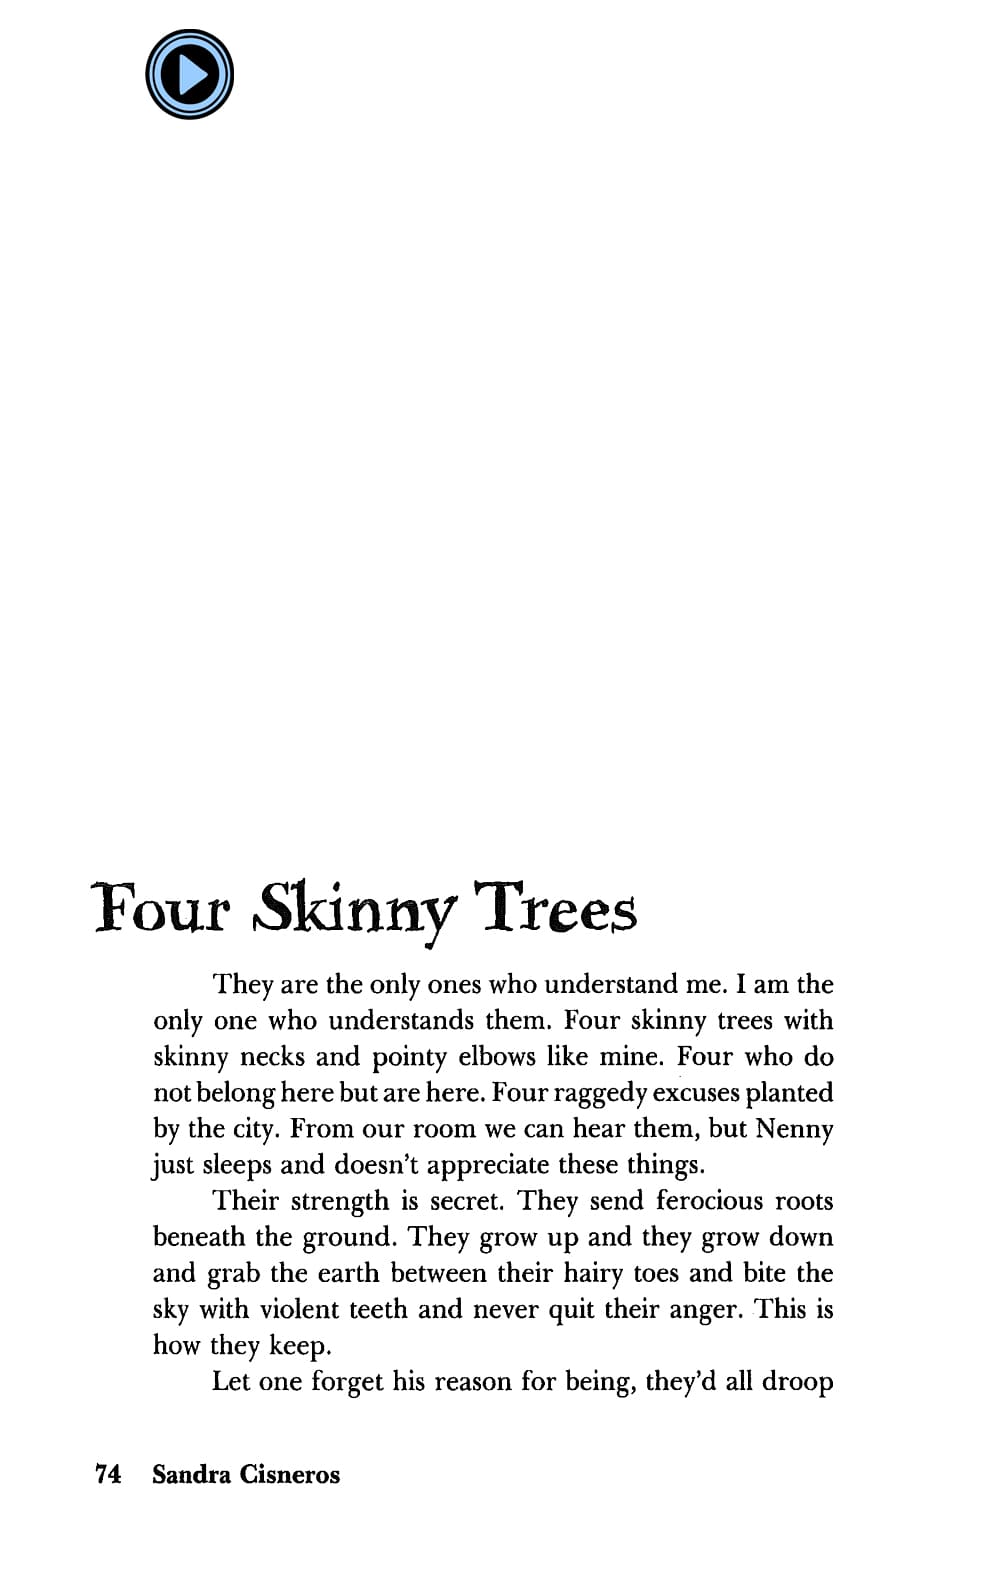 Four Skinny Trees
They are the only ones who understand me. I am the
only one who understands them. Four skinny trees with
skinny necks and pointy elbows like mine. Four who do
not belong here but are here. Four raggedy excuses planted
by the city. From our room we can hear them, but Nenny
just sleeps and doesn't appreciate these things.
Their strength is secret. They send ferocious roots
beneath the ground. They grow up and they grow down
and grab the earth between their hairy toes and bite the
sky with violent teeth and never quit their anger. This is
how they keep.
Let one forget his reason for being, they'd all droop
74 Sandra Cisneros